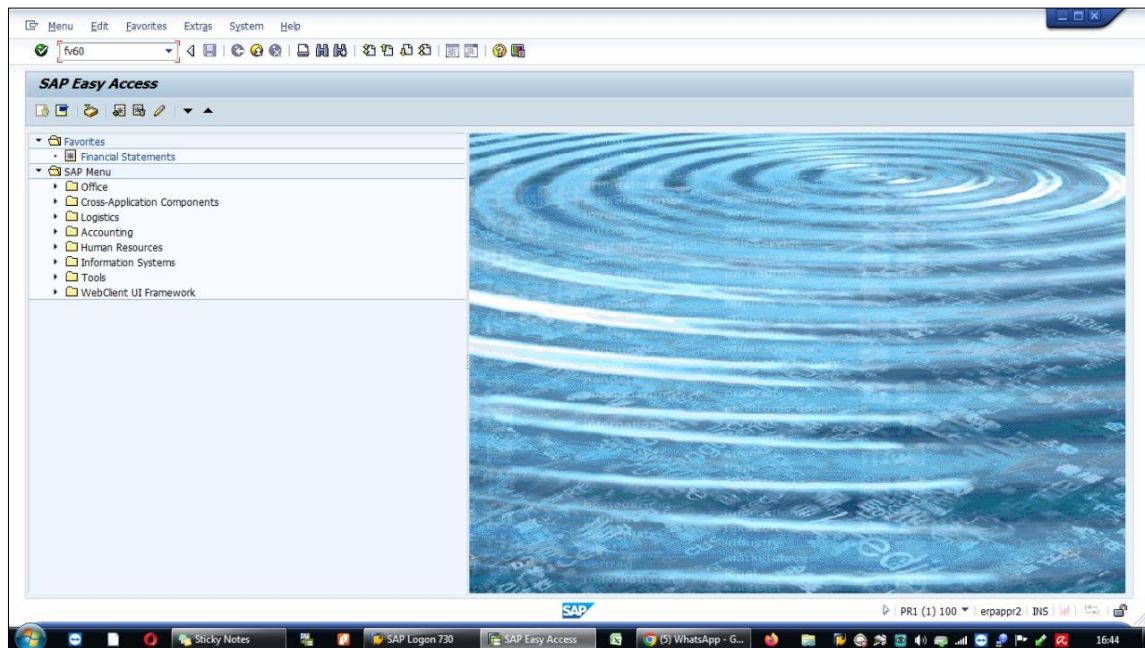 Menu Edit Favorites Extras System Help
fv60
SAP Easy Access
Favorites
Financial Statements
SAP Menu
Office
Cross-Application Components
Logistics
Accounting
Human Resources
Information Systems
Tools
WebClient UI Framework
SAP
PR1 (1) 100 erpappr2 INS
Sticky Notes SAP Logon 730 SAP Easy Access (5) WhatsApp - G... 16:44